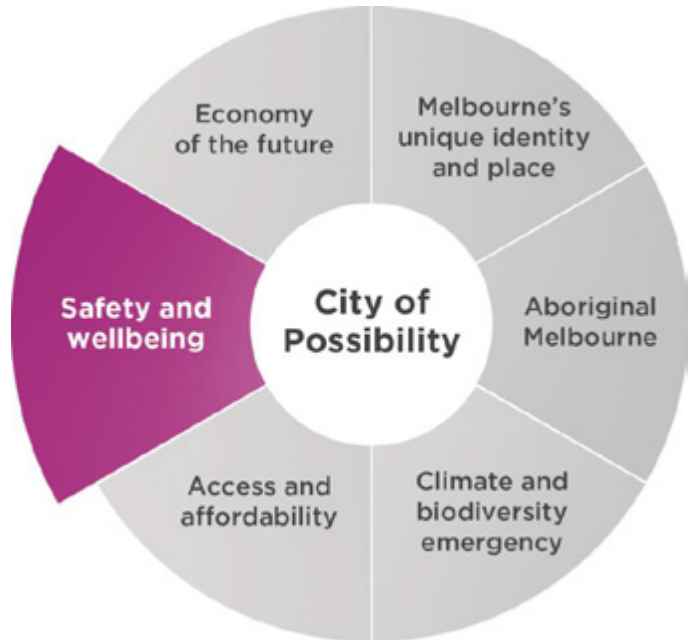 Economy
of the future
Melbourne's
unique identity
and place
Safety and
wellbeing
City of
Possibility
Aboriginal
Melbourne
Access and
affordability
Climate and
biodiversity
emergency